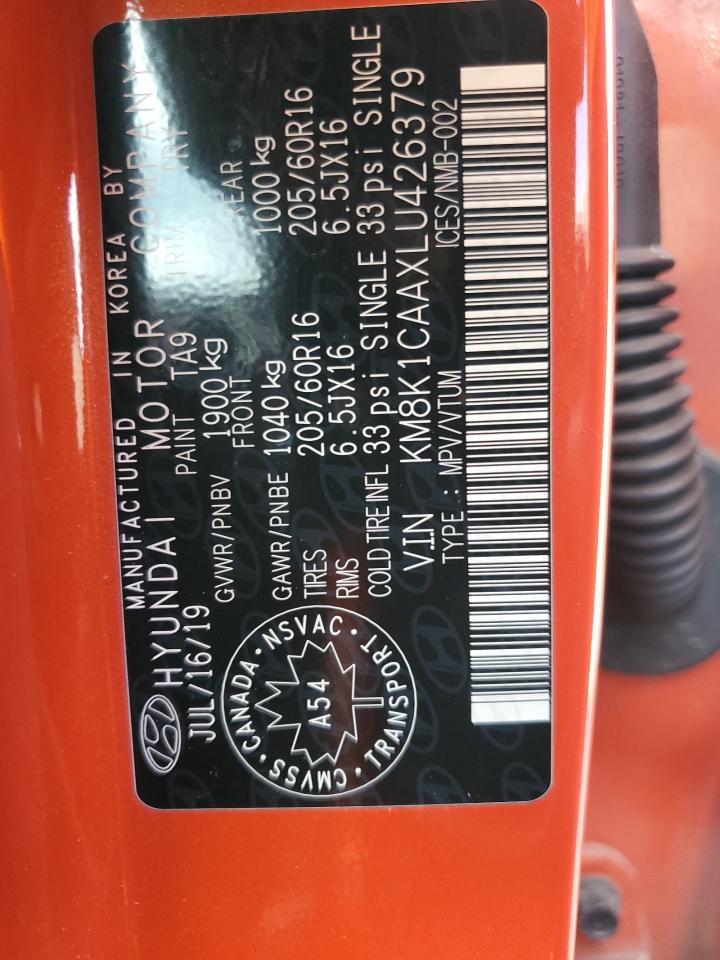 MANUFACTURED IN KOREA BY
HYUNDAI MOTOR COMPANY
JUL/16/19 PAINT TA9 TRIM TRY
GVWR/PNBV 1900 kg
FRONT REAR
GAWR/PNBE 1040 kg 1000 kg
TIRES 205/60R16 205/60R16
RIMS 6.5JX16 6.5JX16
COLD TIRE INFL 33 psi SINGLE 33 psi SINGLE
VIN KM8K1CAAXLU426379
TYPE : MPV/VTUM ICES/NMB-002
CMVSS · CANADA · NSVAC · TRANSPORT ·
A54